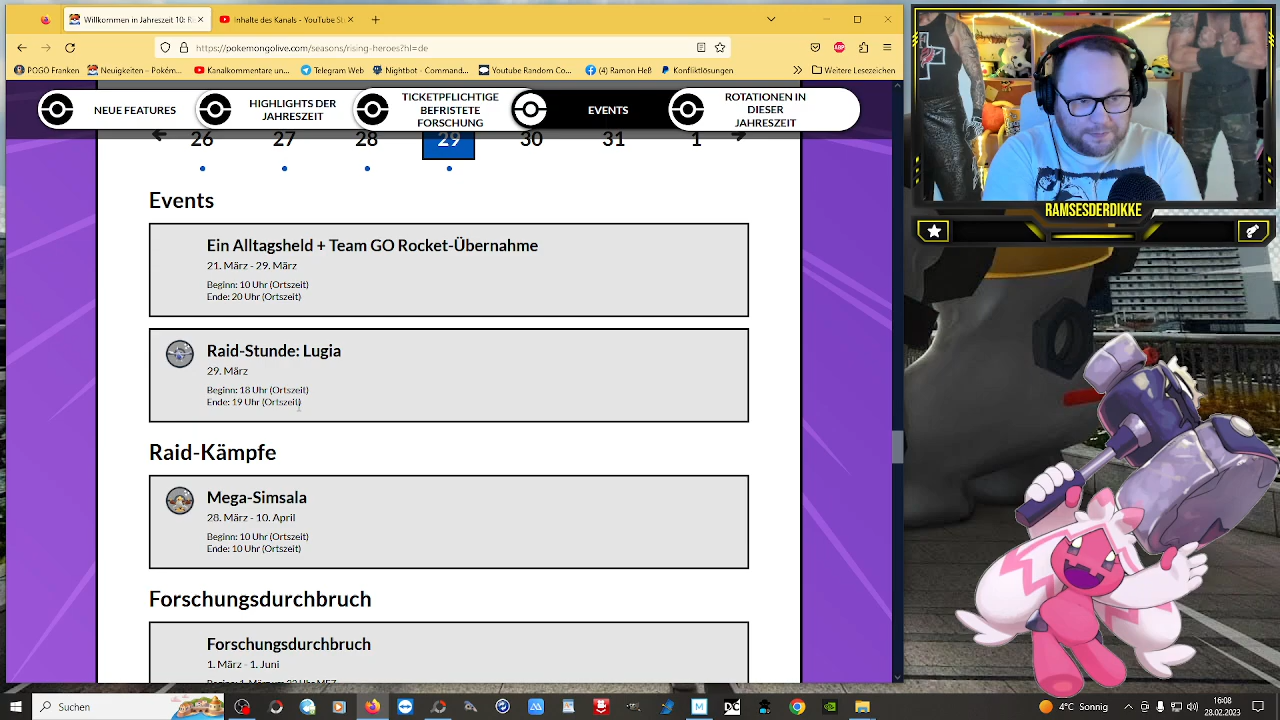 Neuigkeiten in Jahreszeit 10: Ri
Inhalte des Kanals - YouTube St
https://pokemongolive.com/seasons/rising-heroes?hl=de
POGO Franken
Neuigkeiten – Pokém...
Kanalkommentare un...
Telegram Web
Nightbot - Comman...
Youtube Random Co...
(4) Ramon Heß
Konfliktlösungen
Weitere Lesezeichen
NEUE FEATURES
HIGHLIGHTS DER
JAHRESZEIT
TICKETPFLICHTIGE
BEFRISTETE
FORSCHUNG
EVENTS
ROTATIONEN IN
DIESER
JAHRESZEIT
26 27 28 29 30 31 1
Events
Ein Alltagsheld + Team GO Rocket-Übernahme
21. März - 29. März
Beginn: 10 Uhr (Ortszeit)
Ende: 20 Uhr (Ortszeit)
Raid-Stunde: Lugia
29. März
Beginn: 18 Uhr (Ortszeit)
Ende: 19 Uhr (Ortszeit)
Raid-Kämpfe
Mega-Simsala
28. März - 10. April
Beginn: 10 Uhr (Ortszeit)
Ende: 10 Uhr (Ortszeit)
Forschungsdurchbruch
Forschungsdurchbruch
1. März - 1. Juni
RAMSESDERDIKKE
Suchen
4°C Sonnig
16:08
28.02.2023